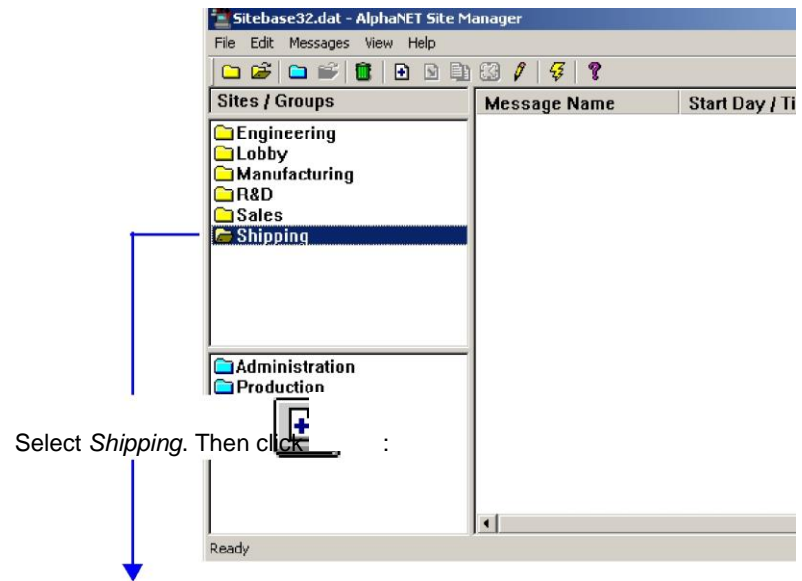 Sitebase32.dat - AlphaNET Site Manager
File Edit Messages View Help
Sites / Groups
Message Name Start Day / Ti
Engineering
Lobby
Manufacturing
R&D
Sales
Shipping
Administration
Production
Select Shipping. Then click :
Ready